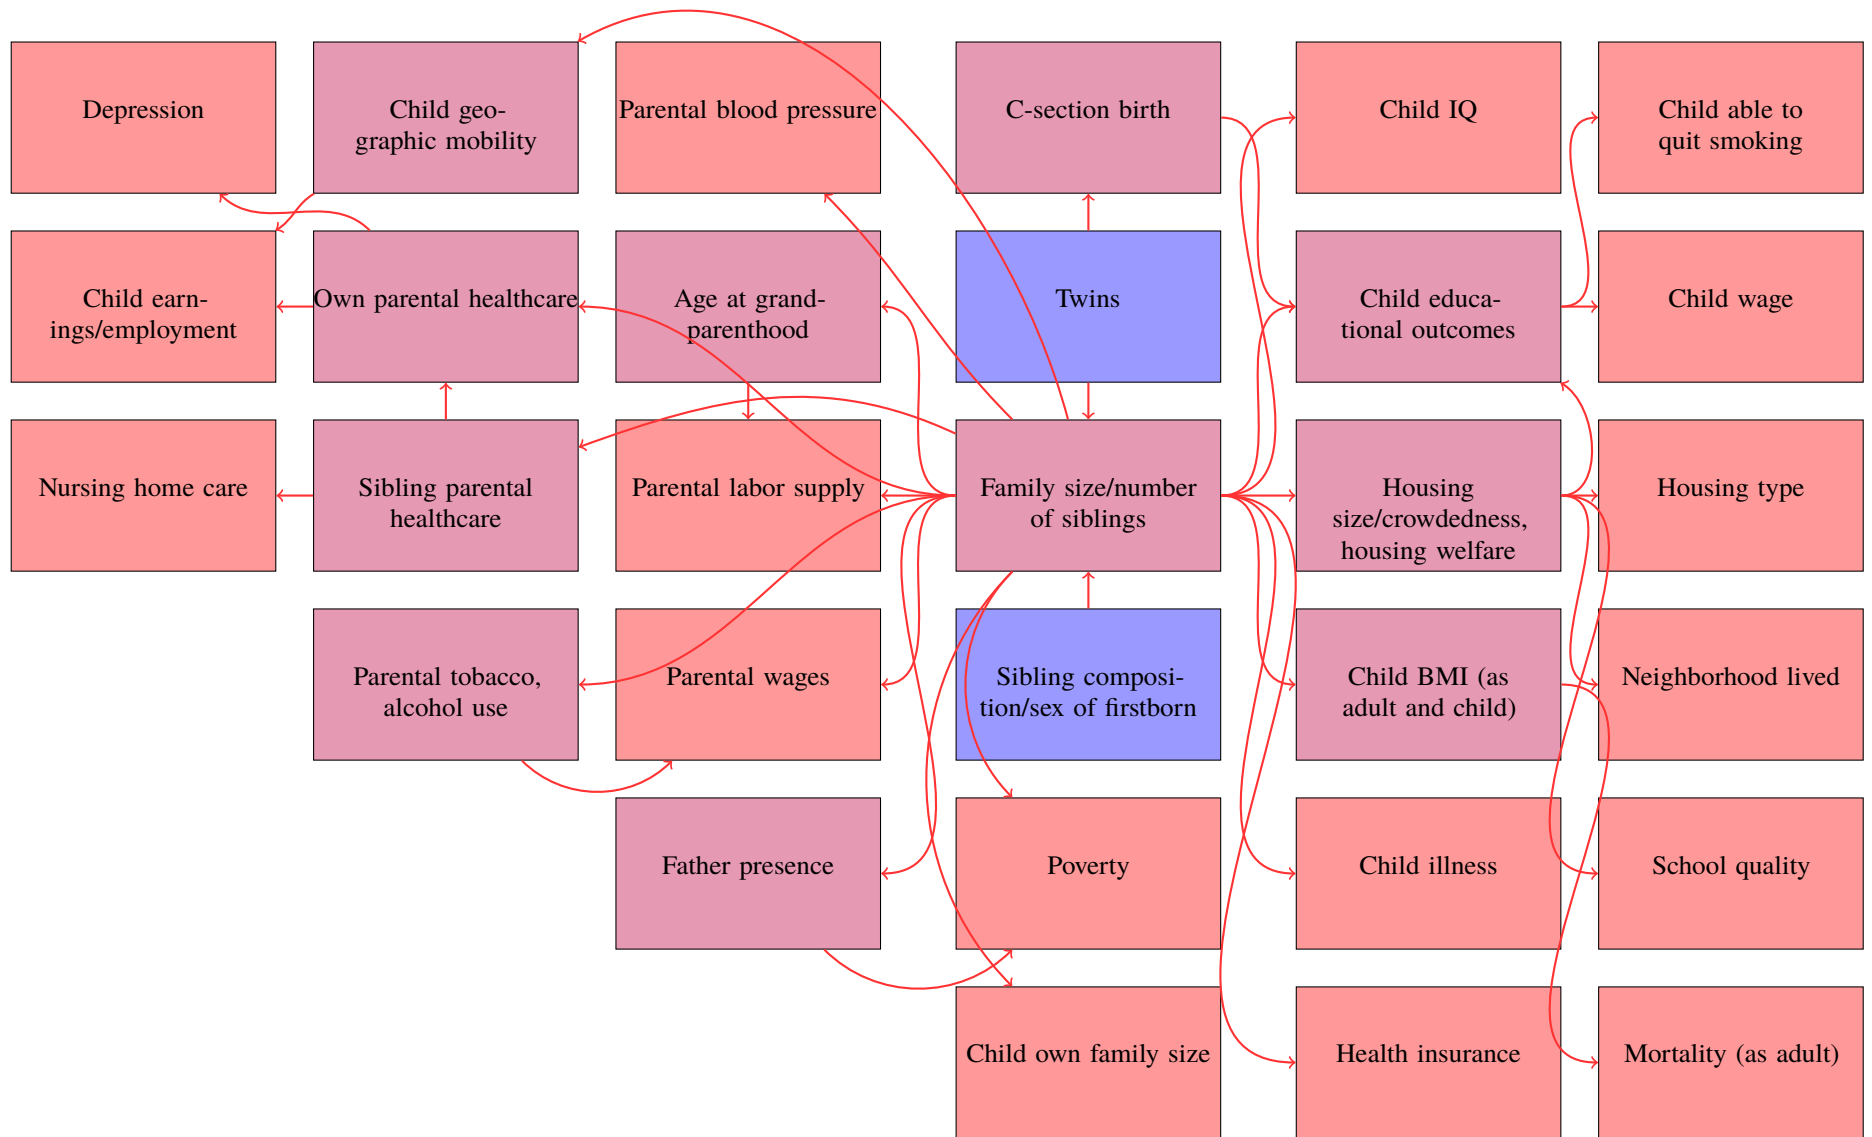 Depression
Child geo-
graphic mobility
Parental blood pressure
C-section birth
Child IQ
Child able to
quit smoking
Child earn-
ings/employment
Own parental healthcare
Age at grand-
parenthood
Twins
Child educa-
tional outcomes
Child wage
Nursing home care
Sibling parental
healthcare
Parental labor supply
Family size/number
of siblings
Housing
size/crowdedness,
housing welfare
Housing type
Parental tobacco,
alcohol use
Parental wages
Sibling composi-
tion/sex of firstborn
Child BMI (as
adult and child)
Neighborhood lived
Father presence
Poverty
Child illness
School quality
Child own family size
Health insurance
Mortality (as adult)